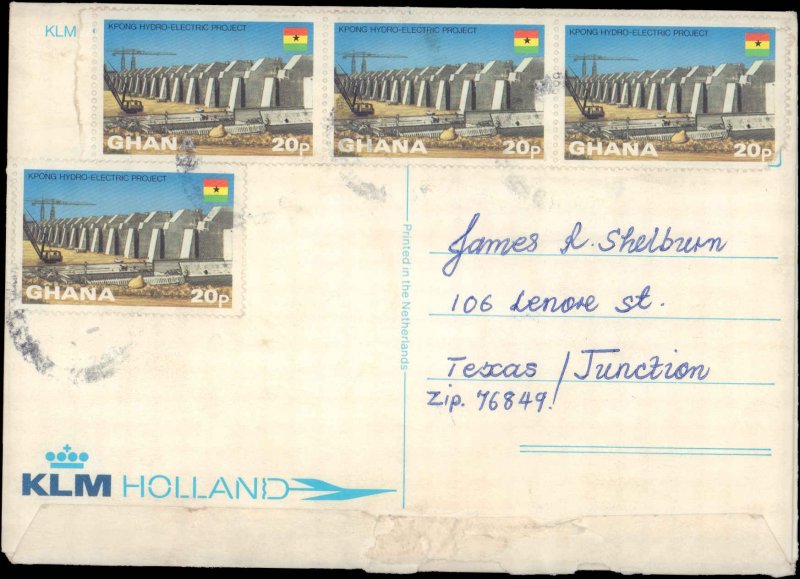 KLM
KPONG HYDRO-ELECTRIC PROJECT
GHANA 20p
KPONG HYDRO-ELECTRIC PROJECT
GHANA 20p
KPONG HYDRO-ELECTRIC PROJECT
GHANA 20p
KPONG HYDRO-ELECTRIC PROJECT
GHANA 20p
Printed in the Netherlands
James R. Shelburn
106 Lenore st.
Texas / Junction
Zip. 76849.
KLM HOLLAND